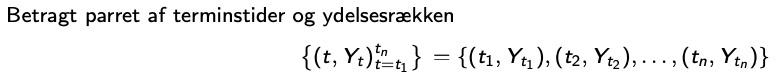 Betragt parret af terminstider og ydelsesrækken
{(t, Y_t)_{t=t_1}^{t_n}} = {(t_1, Y_{t_1}), (t_2, Y_{t_2}), . . . , (t_n, Y_{t_n})}